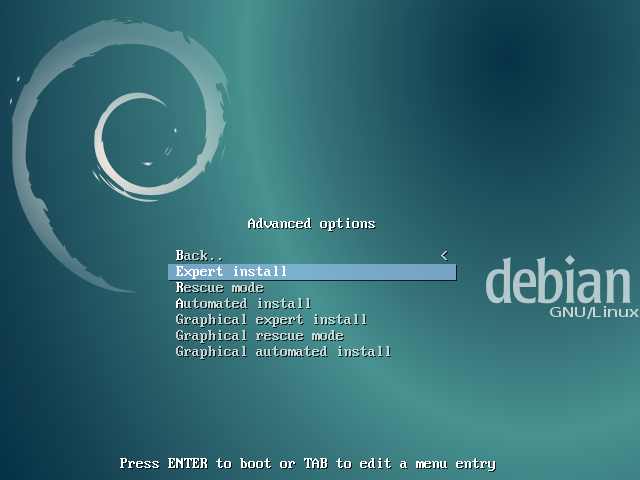 Advanced options
Back.. <
Expert install
Rescue mode
Automated install
Graphical expert install
Graphical rescue mode
Graphical automated install
debian
GNU/Linux
Press ENTER to boot or TAB to edit a menu entry